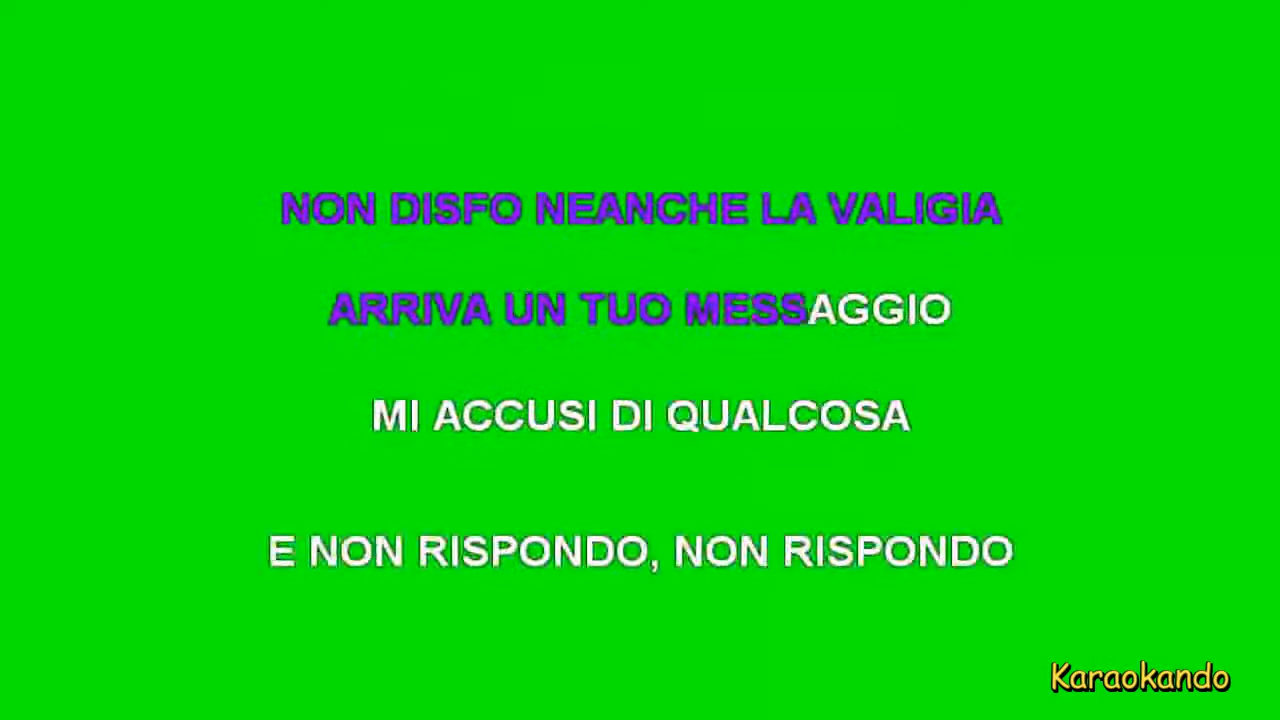 NON DISFO NEANCHE LA VALIGIA
ARRIVA UN TUO MESSAGGIO
MI ACCUSI DI QUALCOSA
E NON RISPONDO, NON RISPONDO
Karaokando